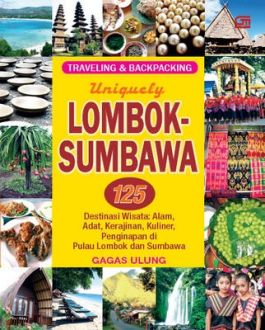 TRAVELING & BACKPACKING
Uniquely
LOMBOK-
SUMBAWA
125
Destinasi Wisata: Alam,
Adat, Kerajinan, Kuliner,
Penginapan di
Pulau Lombok dan Sumbawa
GAGAS ULUNG